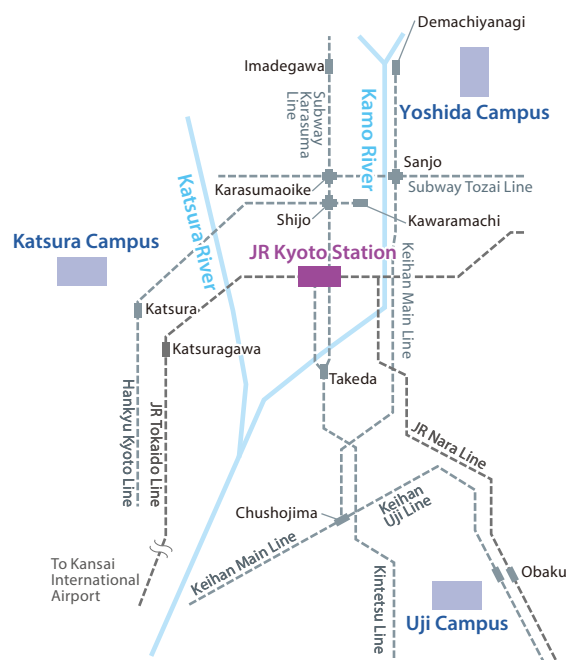 Demachiyanagi
Imadegawa
Subway
Karasuma
Line
Kamo River
Yoshida Campus
Sanjo
Karasumaoike
Subway Tozai Line
Katsura River
Shijo
Kawaramachi
Katsura Campus
JR Kyoto Station
Keihan Main Line
Katsura
Katsuragawa
Takeda
Hankyu Kyoto Line
JR Tokaido Line
JR Nara Line
Chushojima
Keihan
Uji Line
Keihan Main Line
To Kansai
International
Airport
Kintetsu Line
Obaku
Uji Campus